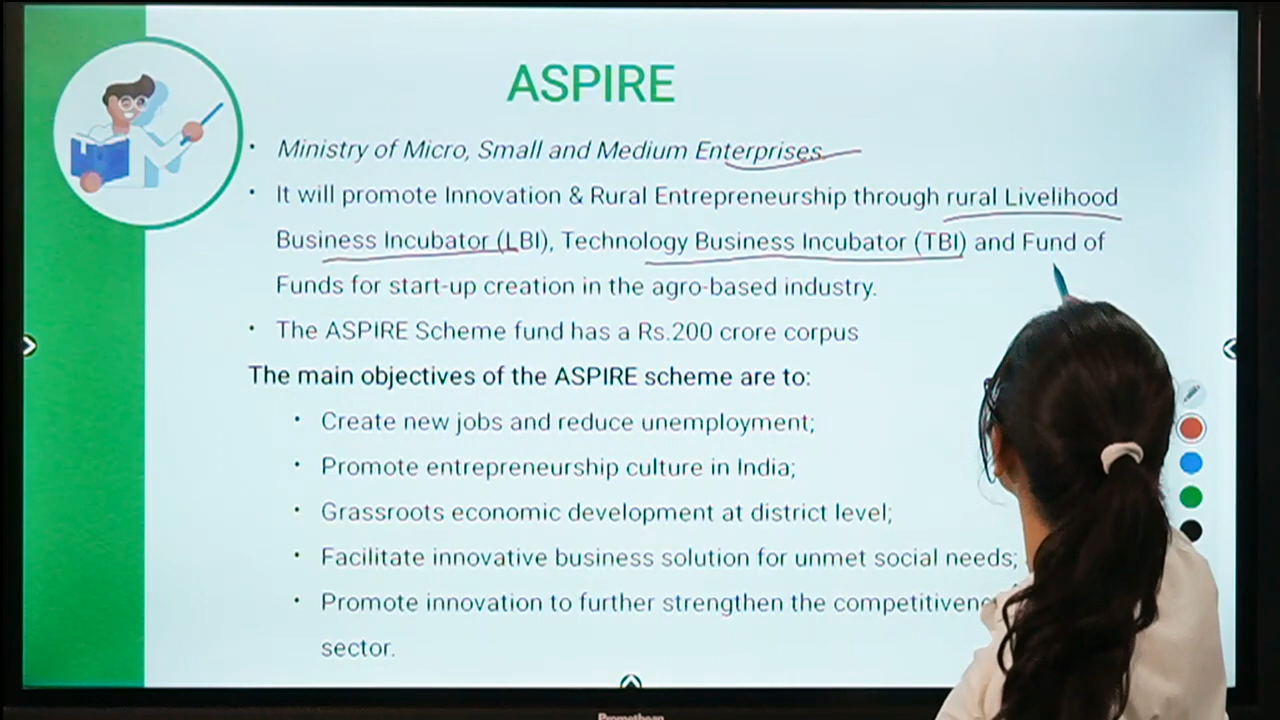 ASPIRE
• Ministry of Micro, Small and Medium Enterprises
• It will promote Innovation & Rural Entrepreneurship through rural Livelihood
Business Incubator (LBI), Technology Business Incubator (TBI) and Fund of
Funds for start-up creation in the agro-based industry.
• The ASPIRE Scheme fund has a Rs.200 crore corpus
The main objectives of the ASPIRE scheme are to:
• Create new jobs and reduce unemployment;
• Promote entrepreneurship culture in India;
• Grassroots economic development at district level;
• Facilitate innovative business solution for unmet social needs;
• Promote innovation to further strengthen the
sector.
Promethean